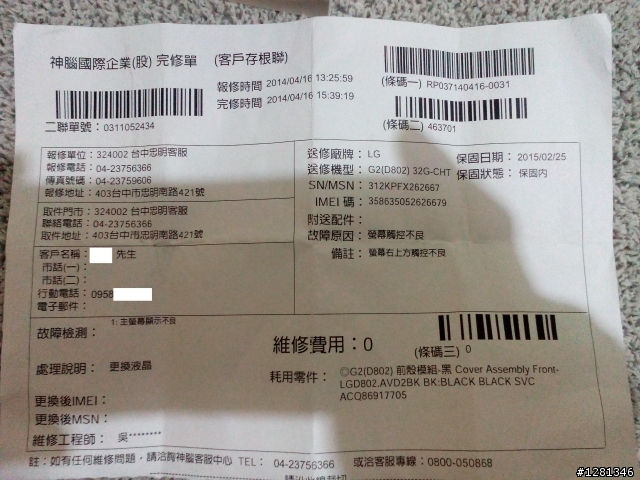 神腦國際企業(股) 完修單 (客戶存根聯)
報修時間 2014/04/16 13:25:59
完修時間 2014/04/16 15:39:19
(條碼一) RP037140416-0031
二聯單號：0311052434
(條碼二) 463701
報修單位：324002 台中忠明客服
報修電話：04-23756366
傳真號碼：04-23759606
報修地址：403台中市忠明南路421號
取件門市：324002 台中忠明客服
聯絡電話：04-23756366
取件地址：403台中市忠明南路421號
客戶名稱： 先生
市話(一)：
市話(二)：
行動電話：0958
電子郵件：
送修廠牌：LG
保固日期：2015/02/25
送修機型：G2(D802) 32G-CHT
保固狀態：保固內
SN/MSN：312KPFX262667
IMEI 碼：358635052626679
附送配件：
故障原因：螢幕觸控不良
備註：螢幕右上方觸控不良
故障檢測：1: 主螢幕顯示不良
維修費用：0
(條碼三) 0
處理說明：更換液晶
耗用零件：◎G2(D802) 前殼模組-黑 Cover Assembly Front-
LGD802.AVD2BK BK:BLACK BLACK SVC
ACQ86917705
更換後IMEI：
更換後MSN：
維修工程師：吳********
註：如有任何維修問題，請洽詢神腦客服中心 TEL： 04-23756366 或洽客服專線：0800-050868
#1281346